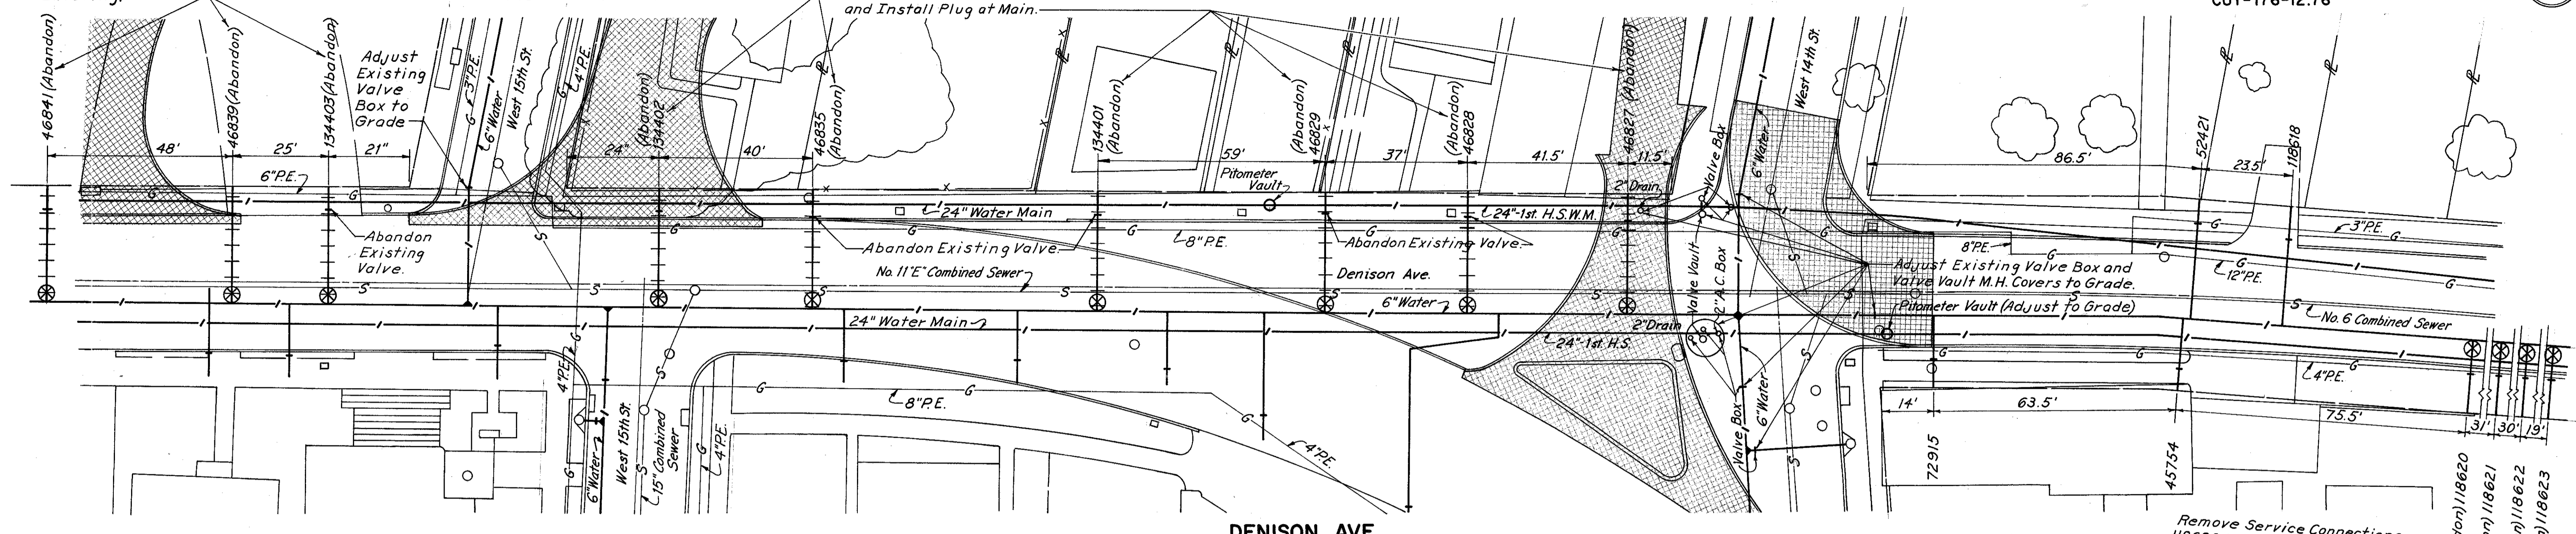 and Install Plug at Main.
CUY-176-12.76
46841 (Abandon)
46839 (Abandon)
134403 (Abandon)
Adjust
Existing
Valve
Box to
Grade
G
3"P.E.
6"Water
West 15th St.
G
4"P.E.
(Abandon)
134402
46835
(Abandon)
134401
(Abandon)
(Abandon)
46829
(Abandon)
46828
46827 (Abandon)
Valve Box
6"Water
West 14th St.
52421
118618
48'
25'
21"
24"
40'
59'
37'
41.5'
11.5'
86.5'
23.5'
6"P.E.
G
G
Pitometer
Vault
2"Drain
24" Water Main
24"-1st. H.S.W.M.
Abandon
Existing
Valve.
S
G
Abandon Existing Valve.
G
8"P.E.
G
Abandon Existing Valve.
G
Valve Vault
2" A.C. Box
S
8"P.E.
G
3"P.E.
G
G
12"P.E.
No. 11"E" Combined Sewer
Denison Ave.
Adjust Existing Valve Box and
Valve Vault M.H. Covers to Grade.
Pitometer Vault (Adjust To Grade)
S
S
S
S
S
S
S
S
S
6"Water
No. 6 Combined Sewer
24" Water Main
2"Drain
24"-1st. H.S.
4"P.E.
G
S
G
G
8"P.E.
G
4"P.E.
S
G
G
G
4"P.E.
6"Water
West 15th St.
15" Combined
Sewer
S
G
4"P.E.
G
Valve Box
6"Water
S
14'
63.5'
75.5'
31'
30'
19'
72915
45754
118620
118621
118622
118623
DENISON AVE.
Remove Service Connections